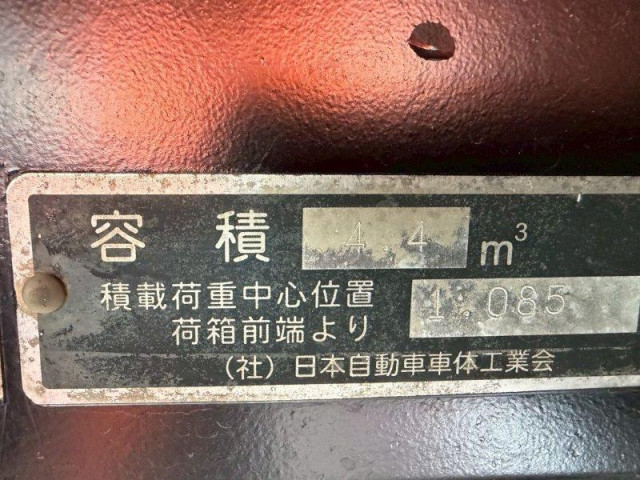 容積 4.4 m³
積載荷重中心位置
荷箱前端より 1.085
(社)日本自動車車体工業会